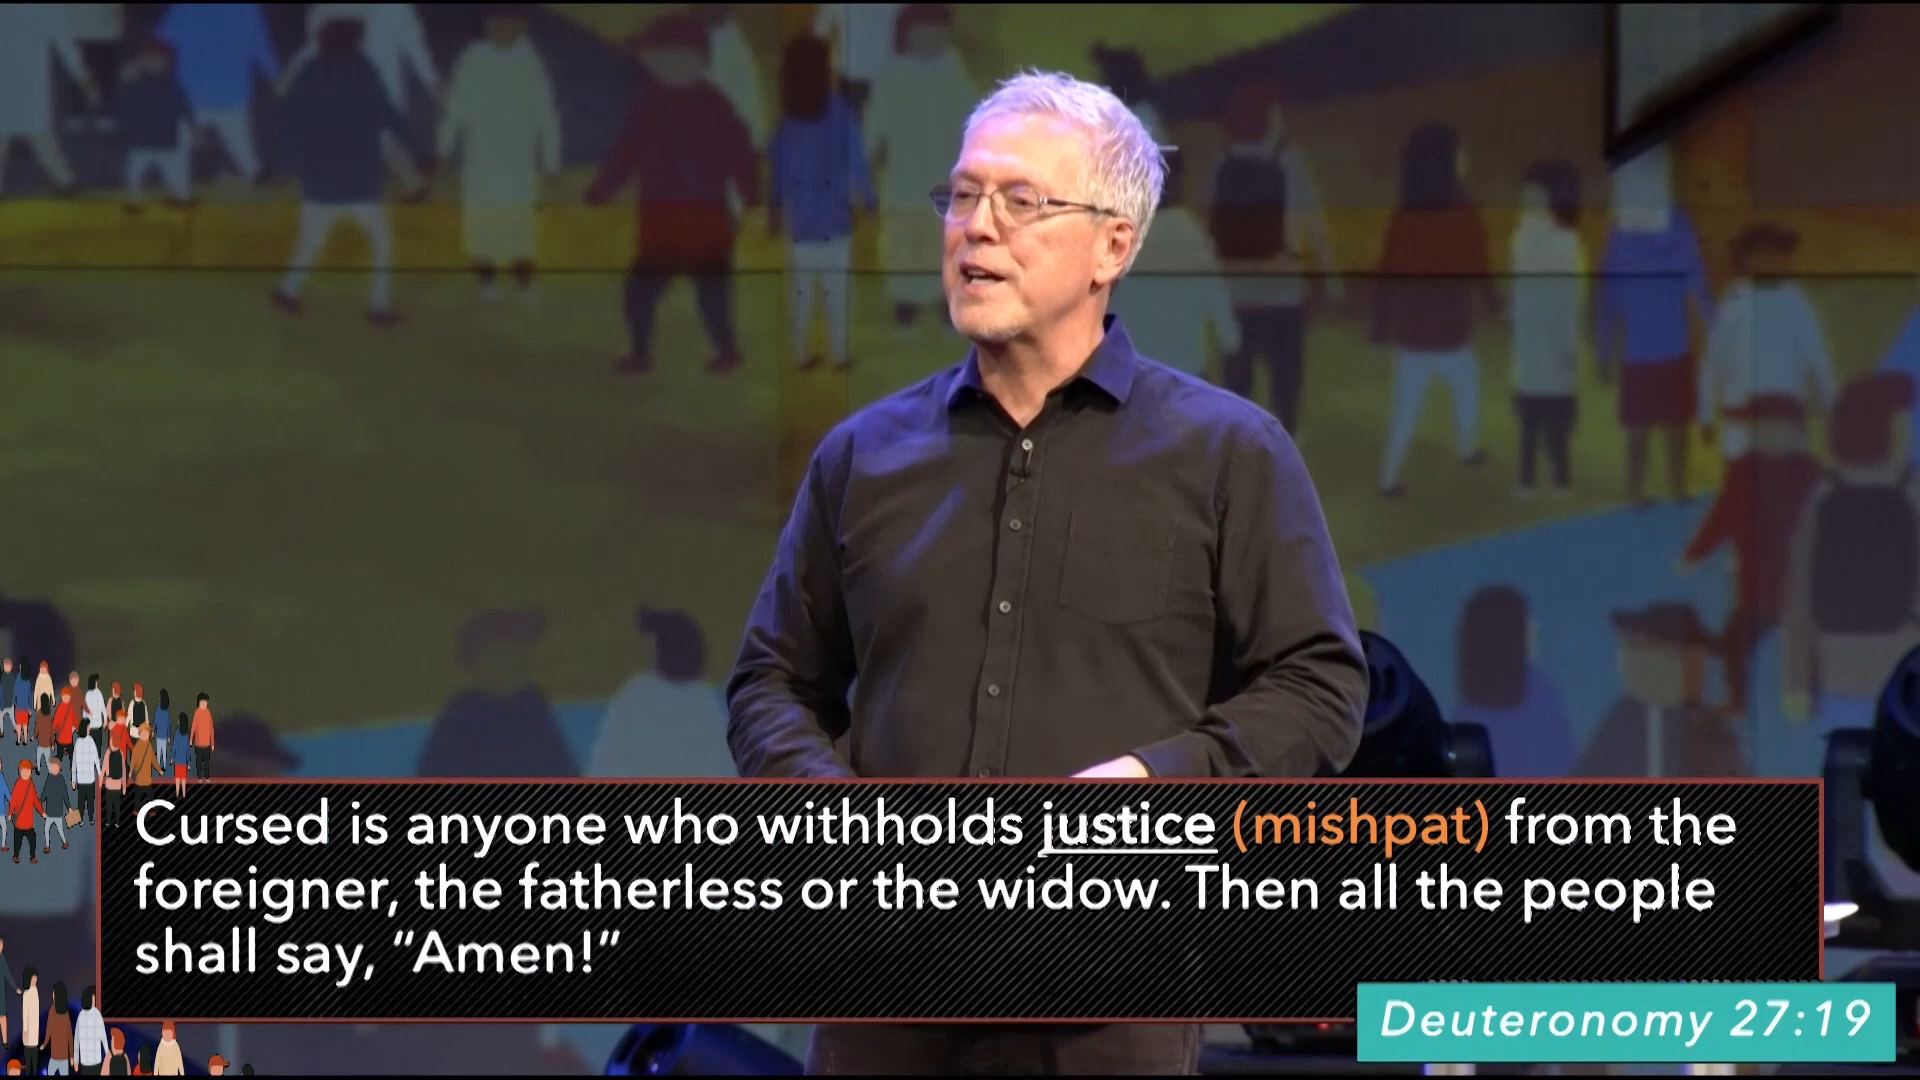 Cursed is anyone who withholds justice (mishpat) from the
foreigner, the fatherless or the widow. Then all the people
shall say, “Amen!”
Deuteronomy 27:19